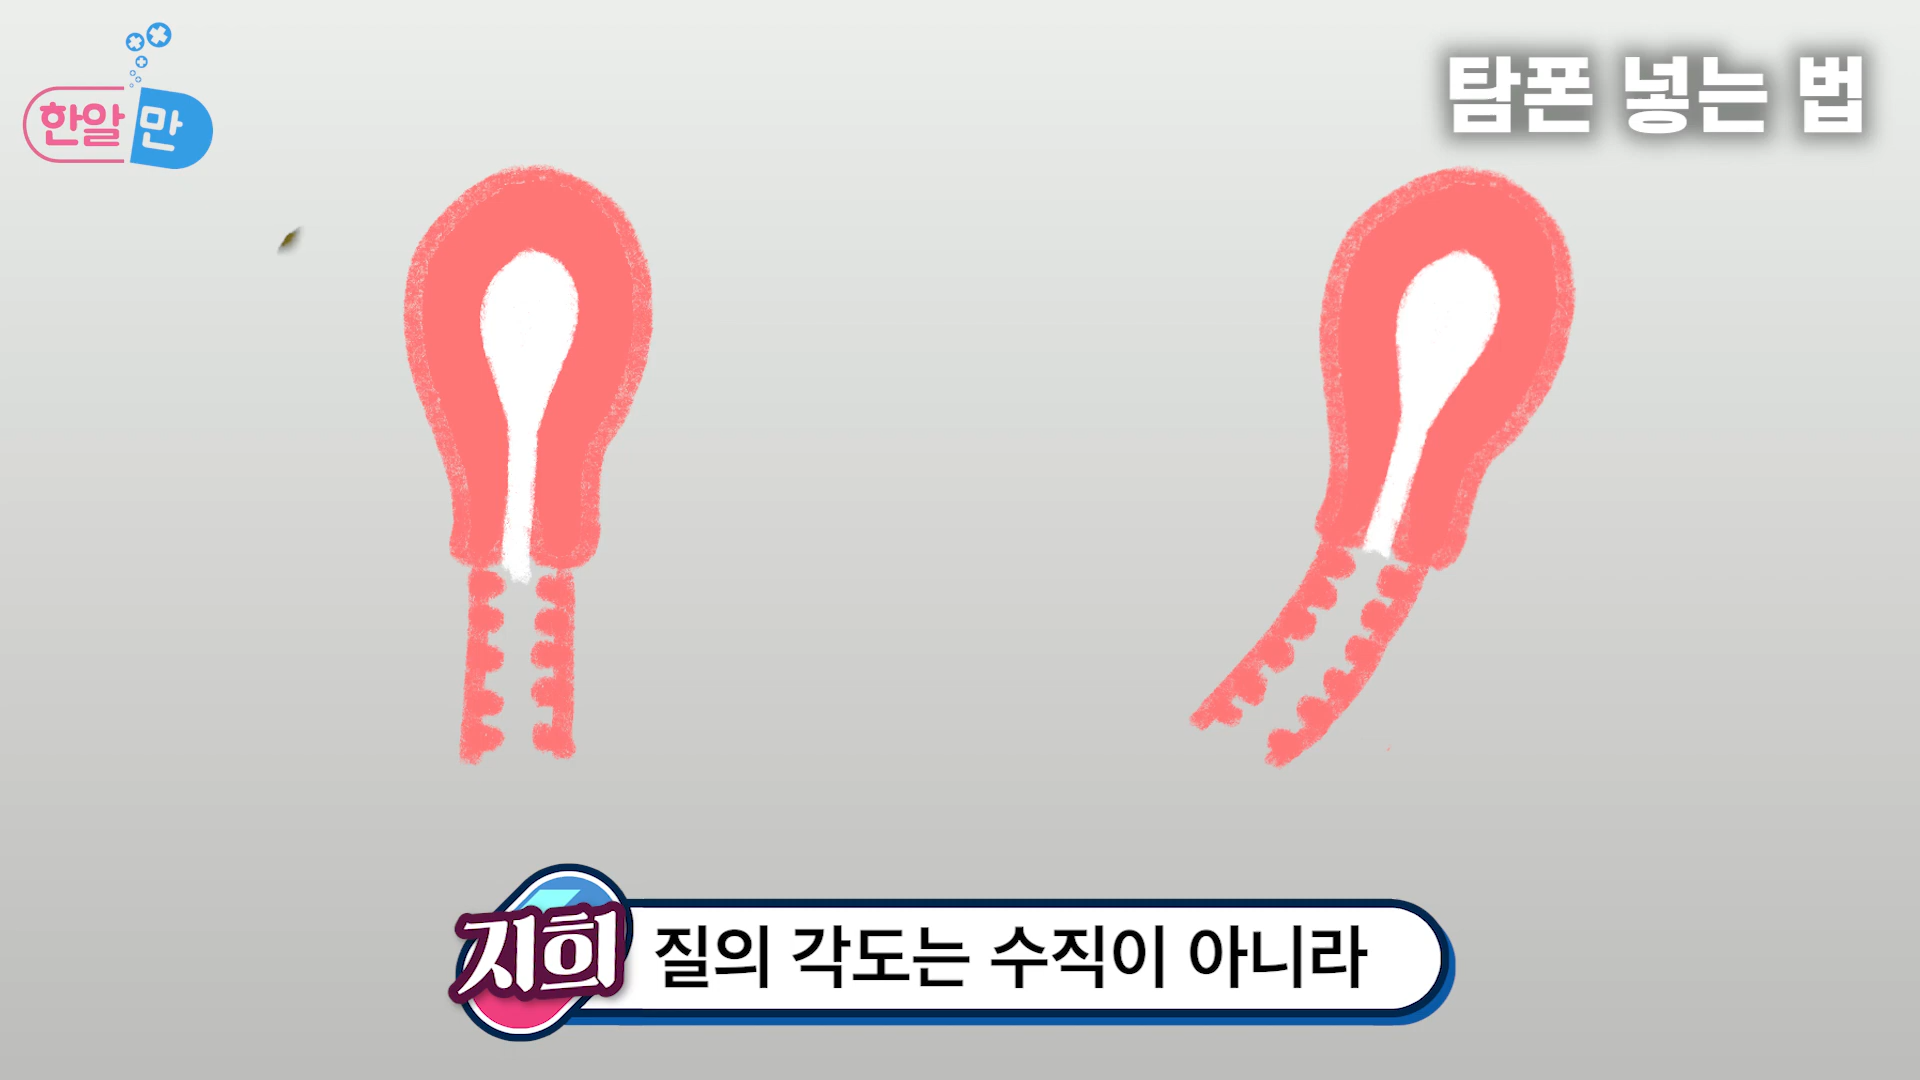 한알만
탐폰 넣는 법
지희
질의 각도는 수직이 아니라